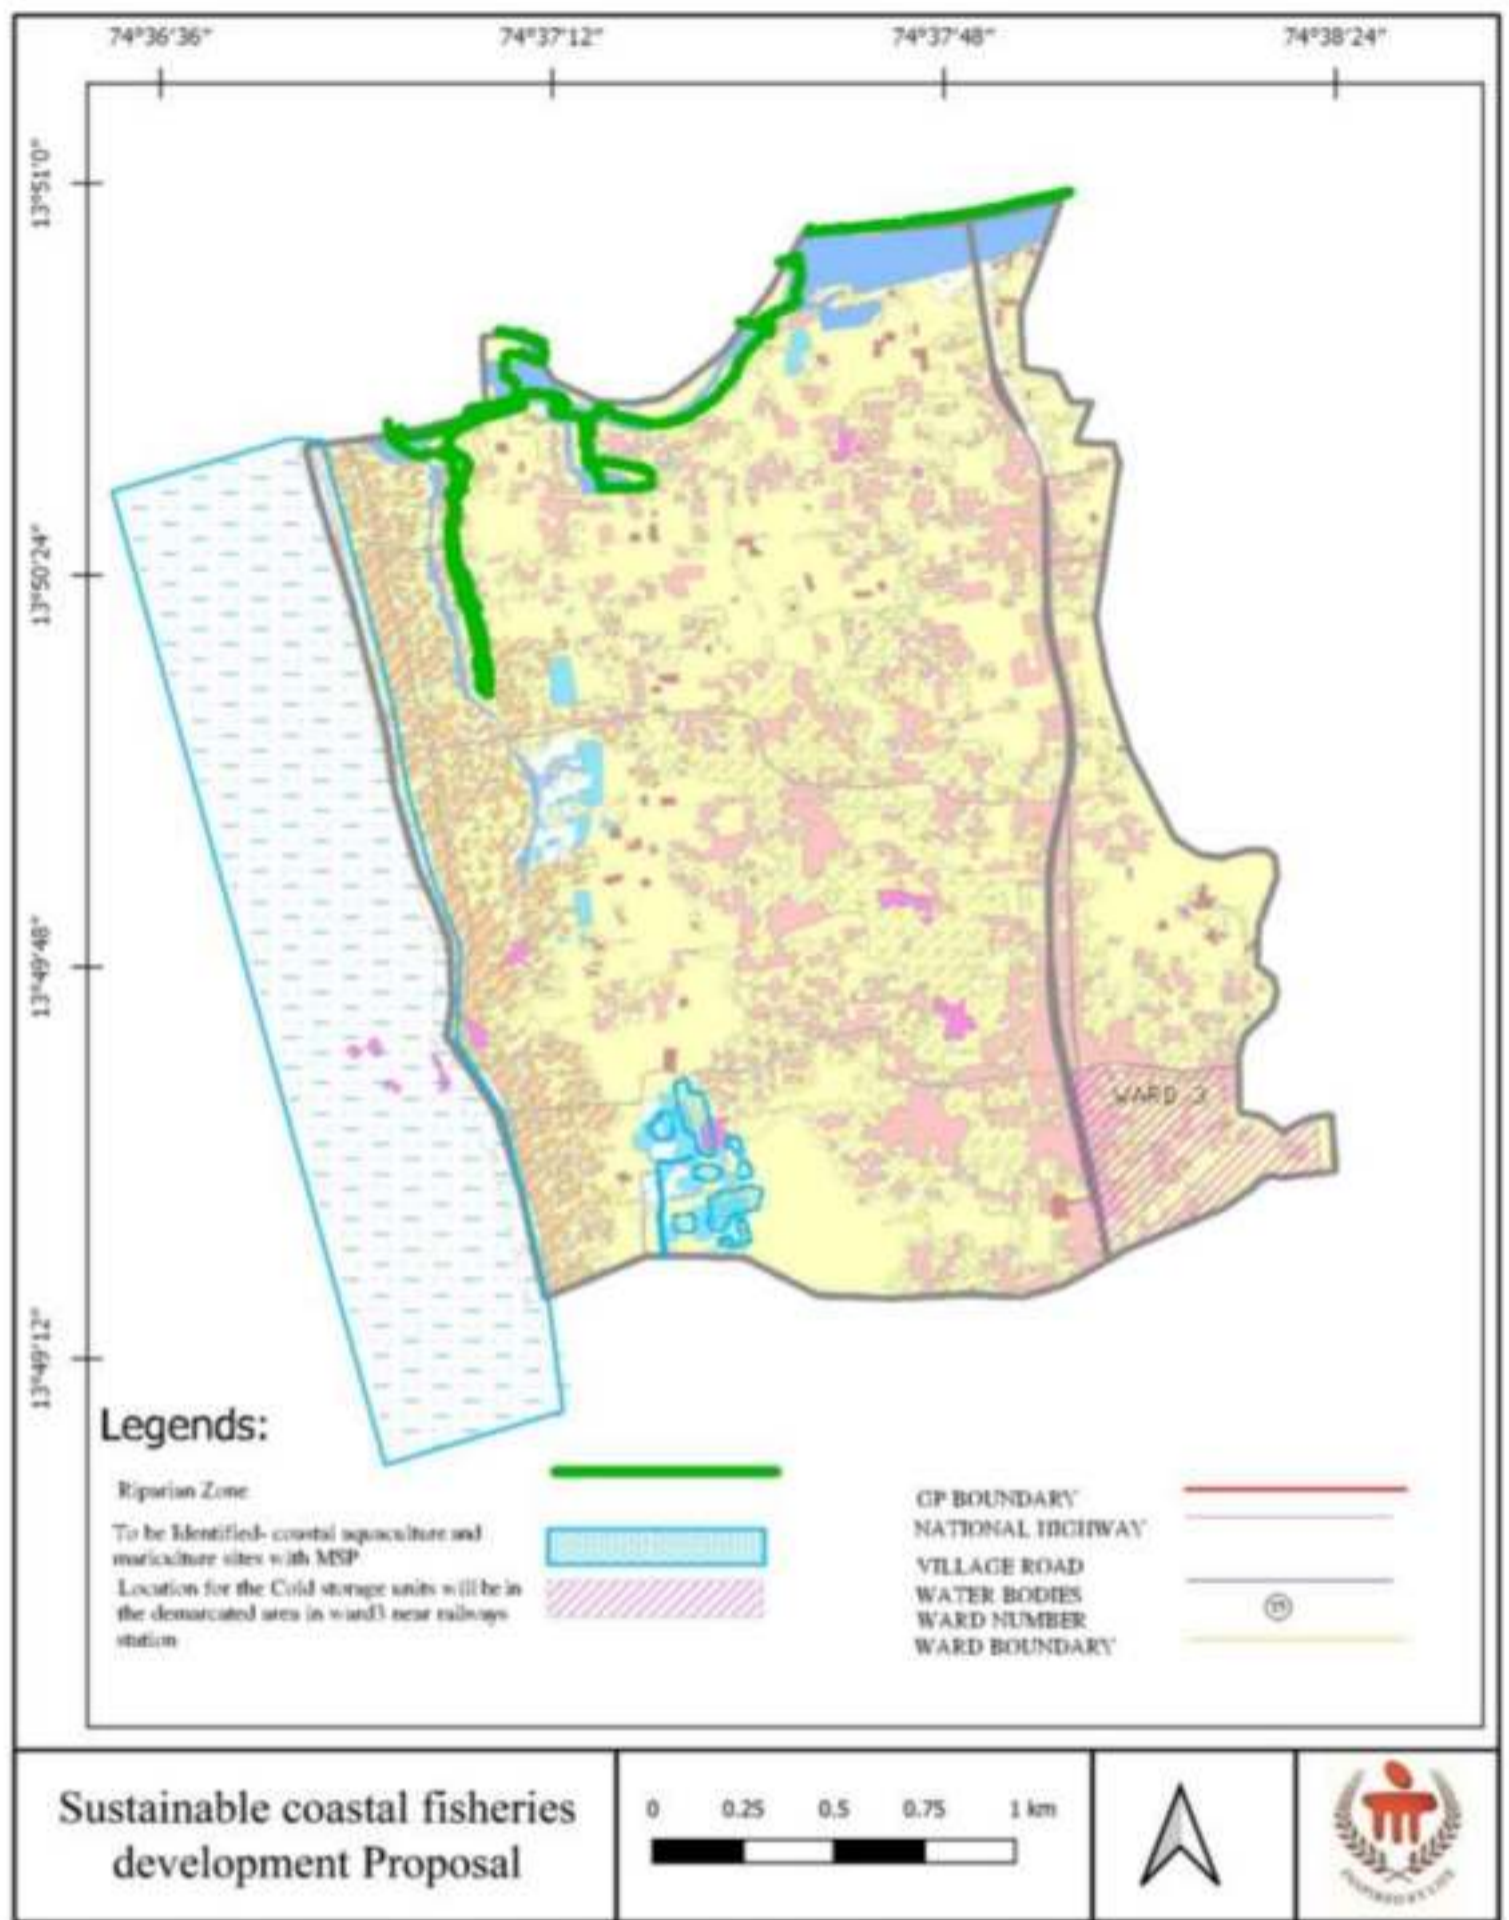 74°36'36"
74°37'12"
74°37'48"
74°38'24"
13°51'0"
13°50'24"
13°49'48"
13°49'12"
WARD 3
Legends:
Riparian Zone
To be Identified- coastal aquaculture and
mariculture sites with MSP
Location for the Cold storage units will be in
the demarcated area in ward3 near railways
station
GP BOUNDARY
NATIONAL HIGHWAY
VILLAGE ROAD
WATER BODIES
WARD NUMBER
WARD BOUNDARY
Sustainable coastal fisheries
development Proposal
0 0.25 0.5 0.75 1 km
INSPIRED BY LIFE